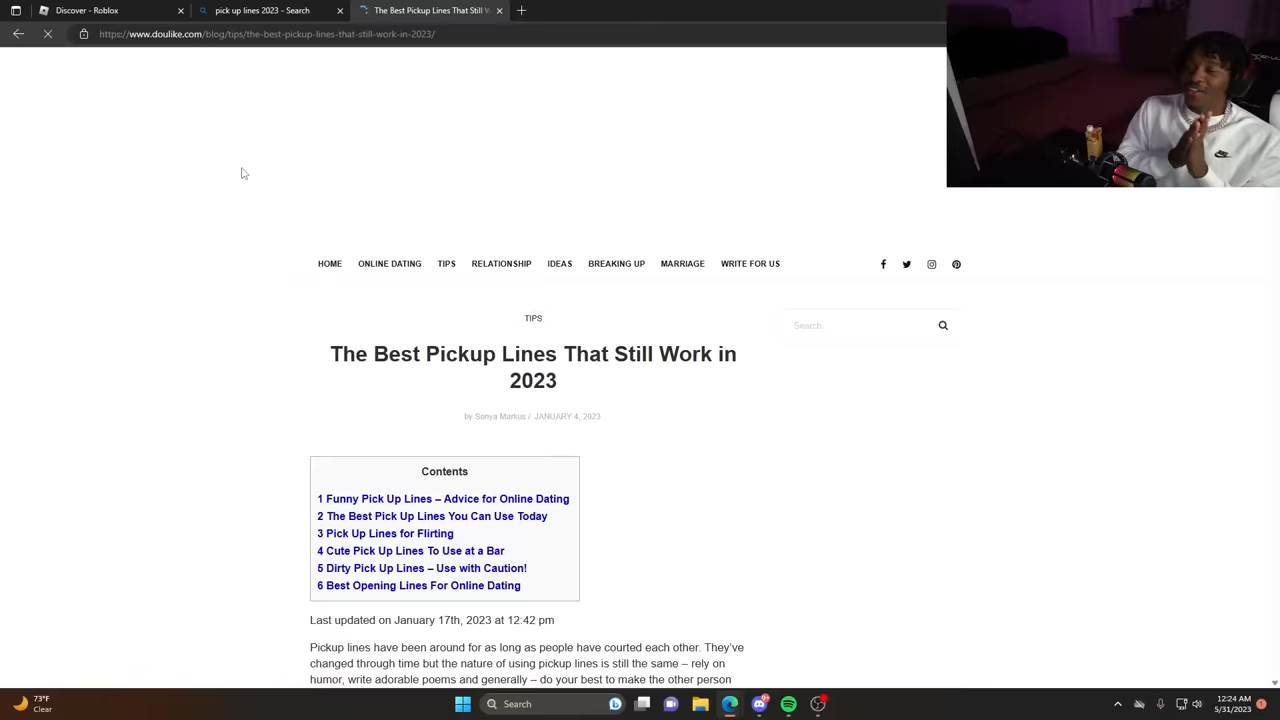 Discover - Roblox
pick up lines 2023 - Search
The Best Pickup Lines That Still W
https://www.doulike.com/blog/tips/the-best-pickup-lines-that-still-work-in-2023/
HOME ONLINE DATING TIPS RELATIONSHIP IDEAS BREAKING UP MARRIAGE WRITE FOR US
TIPS
Search..
The Best Pickup Lines That Still Work in
2023
by Sonya Markus / JANUARY 4, 2023
Contents
1 Funny Pick Up Lines – Advice for Online Dating
2 The Best Pick Up Lines You Can Use Today
3 Pick Up Lines for Flirting
4 Cute Pick Up Lines To Use at a Bar
5 Dirty Pick Up Lines – Use with Caution!
6 Best Opening Lines For Online Dating
Last updated on January 17th, 2023 at 12:42 pm
Pickup lines have been around for as long as people have courted each other. They've
changed through time but the nature of using pickup lines is still the same – rely on
humor, write adorable poems and generally – do your best to make the other person
73°F
Clear
Search
9+
12:24 AM
5/31/2023
1